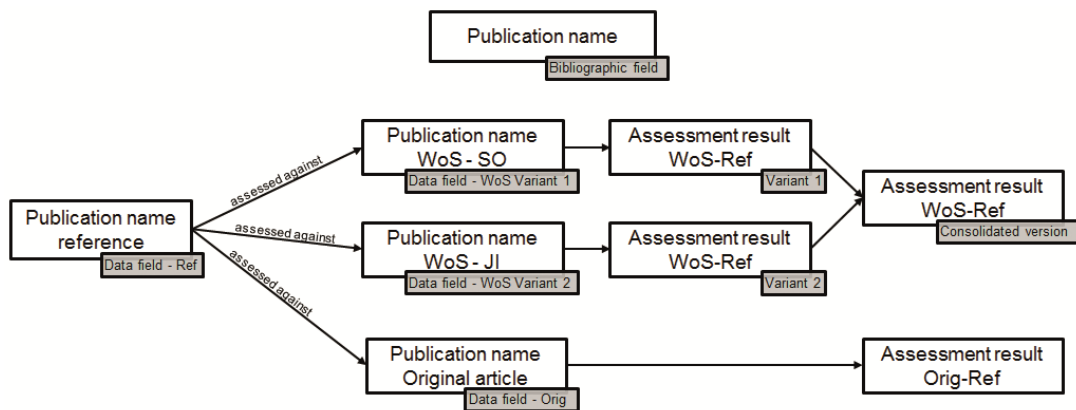 Publication name
Bibliographic field
Publication name
WoS - SO
Data field - WoS Variant 1
Assessment result
WoS-Ref
Variant 1
assessed against
Publication name
reference
Data field - Ref
assessed against
Publication name
WoS - JI
Data field - WoS Variant 2
Assessment result
WoS-Ref
Variant 2
Assessment result
WoS-Ref
Consolidated version
assessed against
Publication name
Original article
Data field - Orig
Assessment result
Orig-Ref